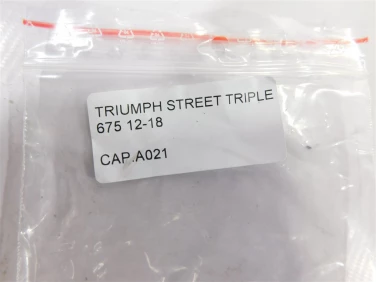 TRIUMPH STREET TRIPLE
675 12-18
CAP.A021